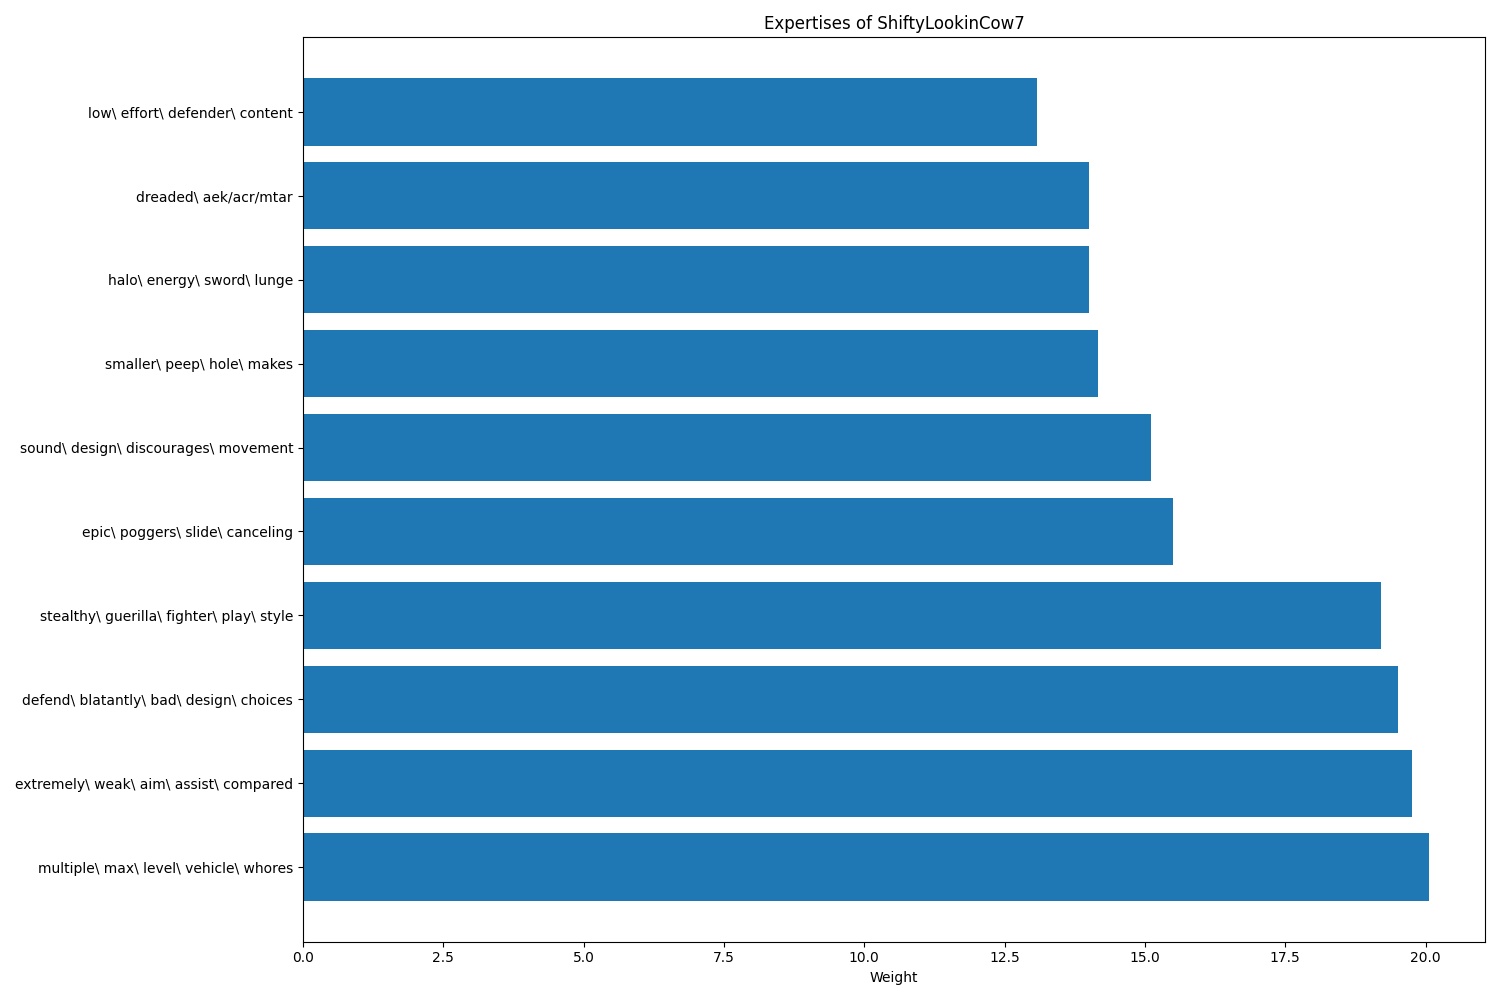 Expertises of ShiftyLookinCow7
low\ effort\ defender\ content
dreaded\ aek/acr/mtar
halo\ energy\ sword\ lunge
smaller\ peep\ hole\ makes
sound\ design\ discourages\ movement
epic\ poggers\ slide\ canceling
stealthy\ guerilla\ fighter\ play\ style
defend\ blatantly\ bad\ design\ choices
extremely\ weak\ aim\ assist\ compared
multiple\ max\ level\ vehicle\ whores
0.0 2.5 5.0 7.5 10.0 12.5 15.0 17.5 20.0
Weight